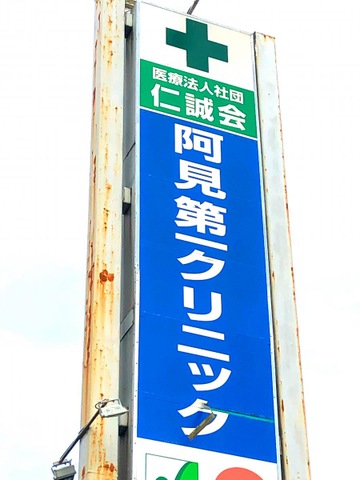 医療法人社団
仁誠会
阿見第一クリニック